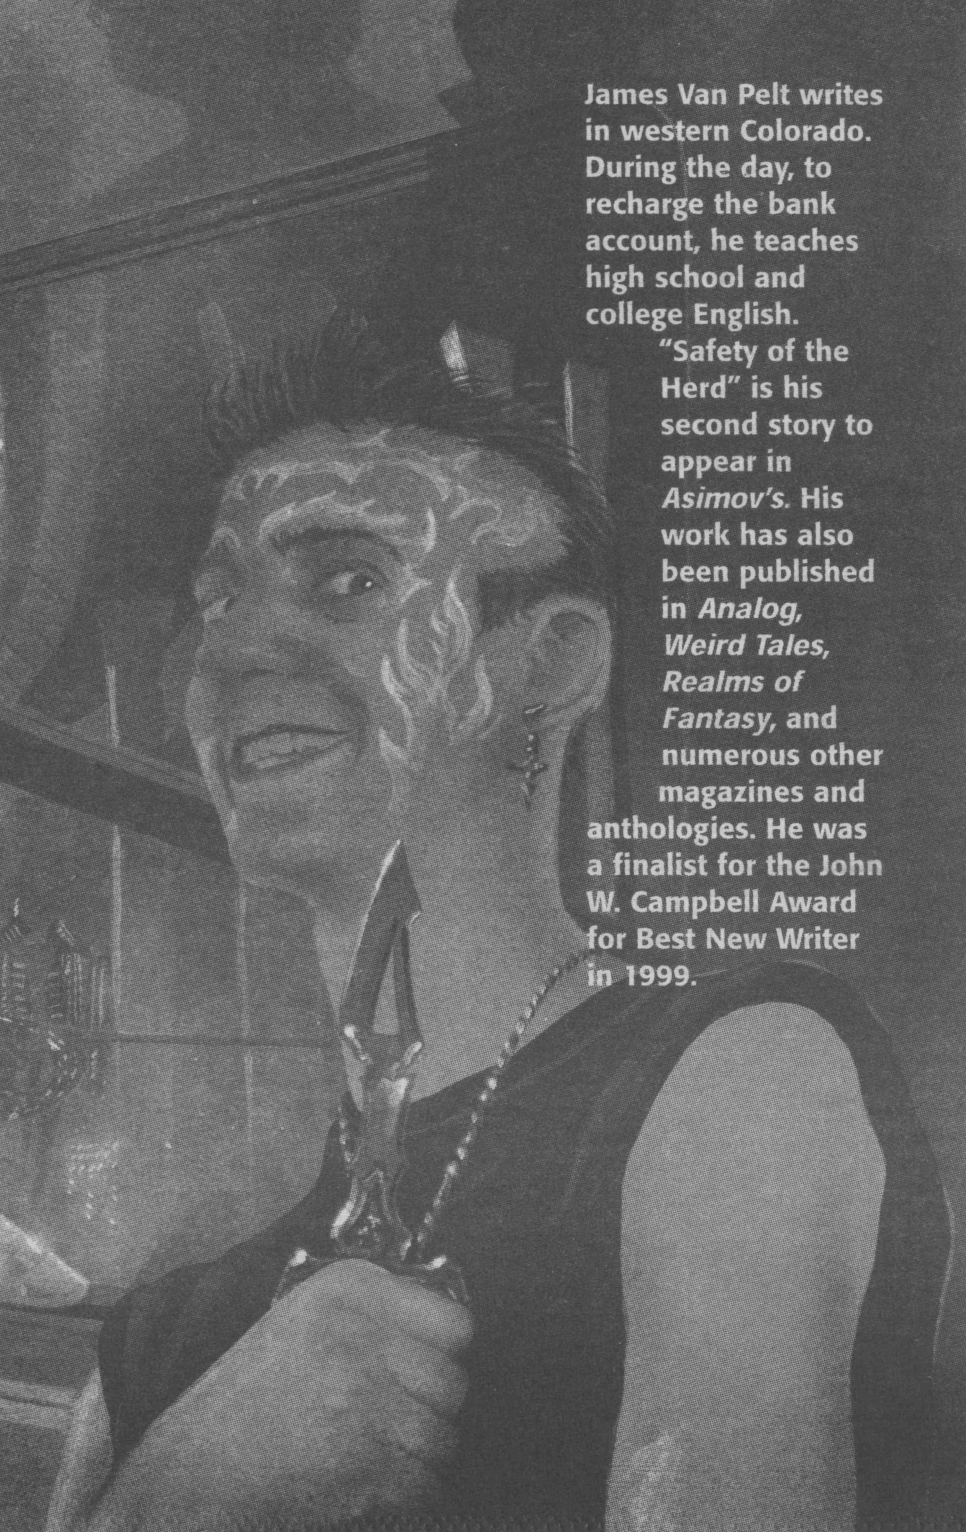 James Van Pelt writes
in western Colorado.
During the day, to
recharge the bank
account, he teaches
high school and
college English.
“Safety of the
Herd” is his
second story to
appear in
Asimov’s. His
work has also
been published
in Analog,
Weird Tales,
Realms of
Fantasy, and
numerous other
magazines and
anthologies. He was
a finalist for the John
W. Campbell Award
for Best New Writer
in 1999.